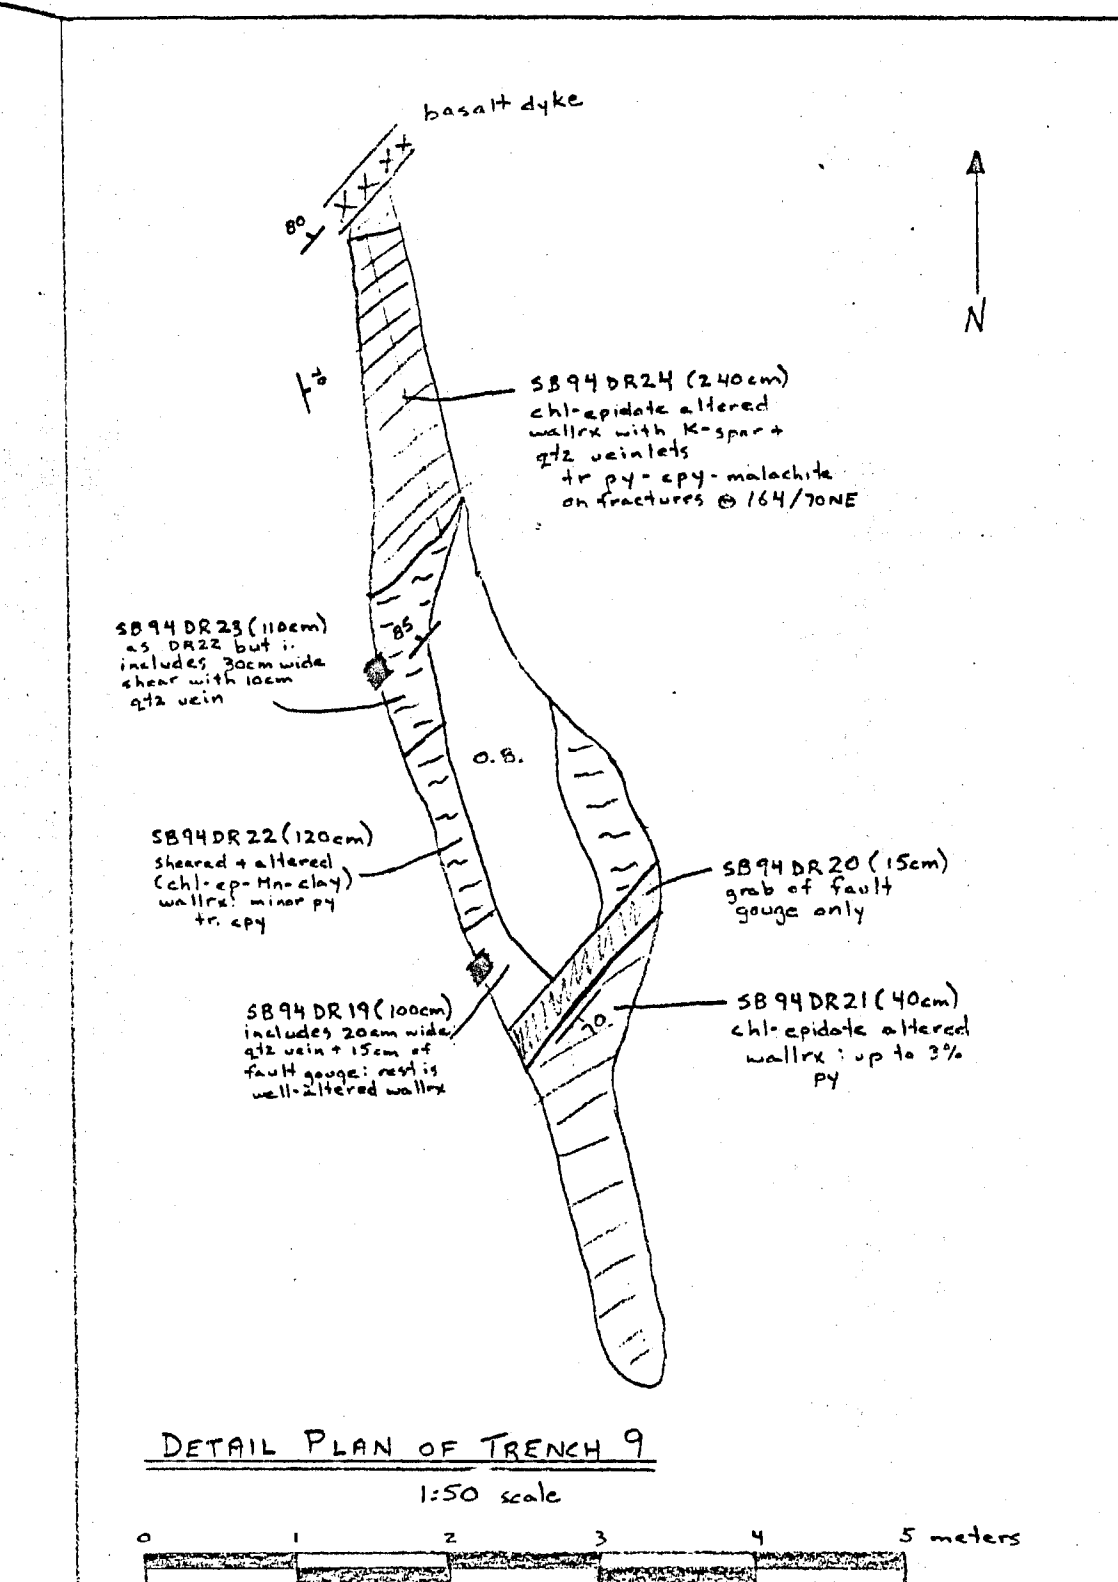 basalt dyke
80
N
70
SB94DR24 (240cm)
chl-epidote altered
wallrx with K-spar +
qtz veinlets
tr py-cpy-malachite
on fractures @ 164/70NE
SB94DR23 (110cm)
as DR22 but i.
includes 30cm wide
shear with 10cm
qtz vein
85
O.B.
SB94DR22 (120cm)
sheared + altered
(chl-ep-Mn-clay)
wallrx: minor py
tr. cpy
SB94DR20 (15cm)
grab of fault
gouge only
SB94DR19 (100cm)
includes 20cm wide
qtz vein + 15cm of
fault gouge: rest is
well-altered wallrx
70
SB94DR21 (40cm)
chl-epidote altered
wallrx: up to 3%
py
DETAIL PLAN OF TRENCH 9
1:50 scale
0 1 2 3 4 5 meters